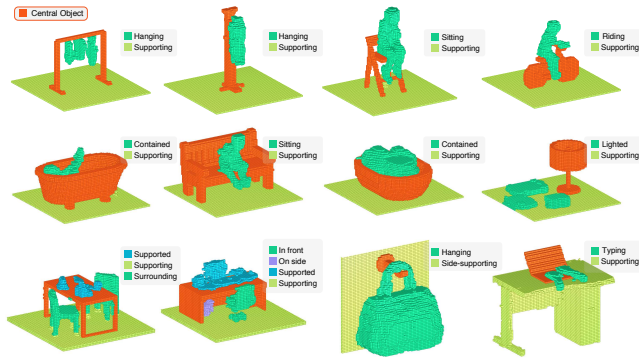 Central Object
Hanging
Supporting
Hanging
Supporting
Sitting
Supporting
Riding
Supporting
Contained
Supporting
Sitting
Supporting
Contained
Supporting
Lighted
Supporting
Supported
Supporting
Surrounding
In front
On side
Supported
Supporting
Hanging
Side-supporting
Typing
Supporting